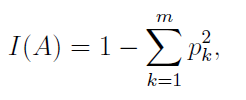 I(A) = 1 − \sum_{k=1}^{m} p_k^2,